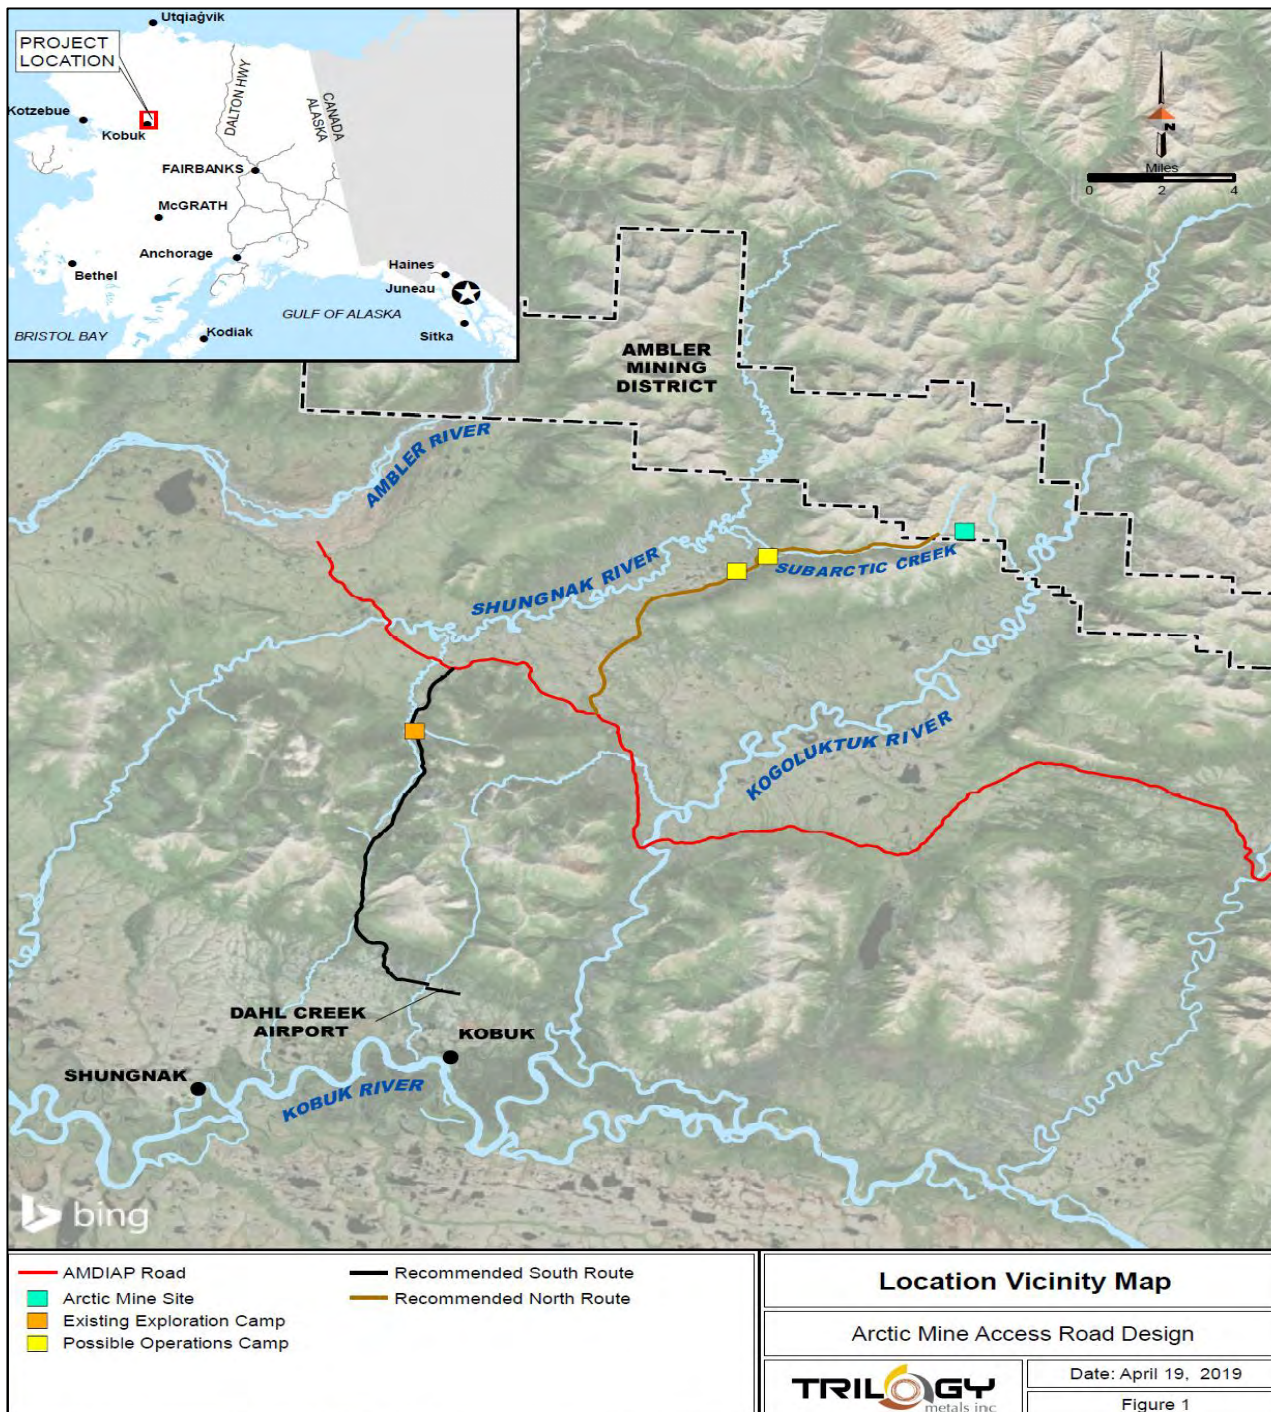 Utqiaġvik
PROJECT
LOCATION
DALTON HWY
CANADA
ALASKA
Kotzebue
Kobuk
FAIRBANKS
McGRATH
Anchorage
Bethel
Haines
Juneau
GULF OF ALASKA
BRISTOL BAY
Kodiak
Sitka
N
Miles
0 2 4
AMBLER
MINING
DISTRICT
AMBLER RIVER
SHUNGNAK RIVER
SUBARCTIC CREEK
KOGOLUKTUK RIVER
DAHL CREEK
AIRPORT
KOBUK
SHUNGNAK
KOBUK RIVER
bing
AMDIAP Road
Arctic Mine Site
Existing Exploration Camp
Possible Operations Camp
Recommended South Route
Recommended North Route
Location Vicinity Map
Arctic Mine Access Road Design
TRILOGY
metals inc
Date: April 19, 2019
Figure 1